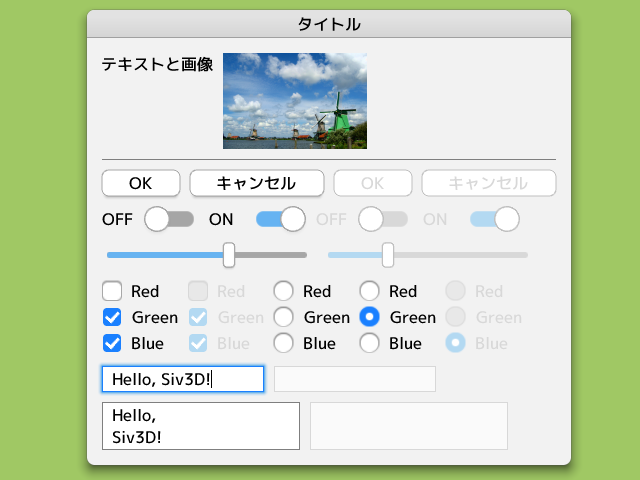 タイトル
テキストと画像
OK キャンセル OK キャンセル
OFF ON OFF ON
Red Red Red Red Red
Green Green Green Green Green
Blue Blue Blue Blue Blue
Hello, Siv3D!
Hello,
Siv3D!